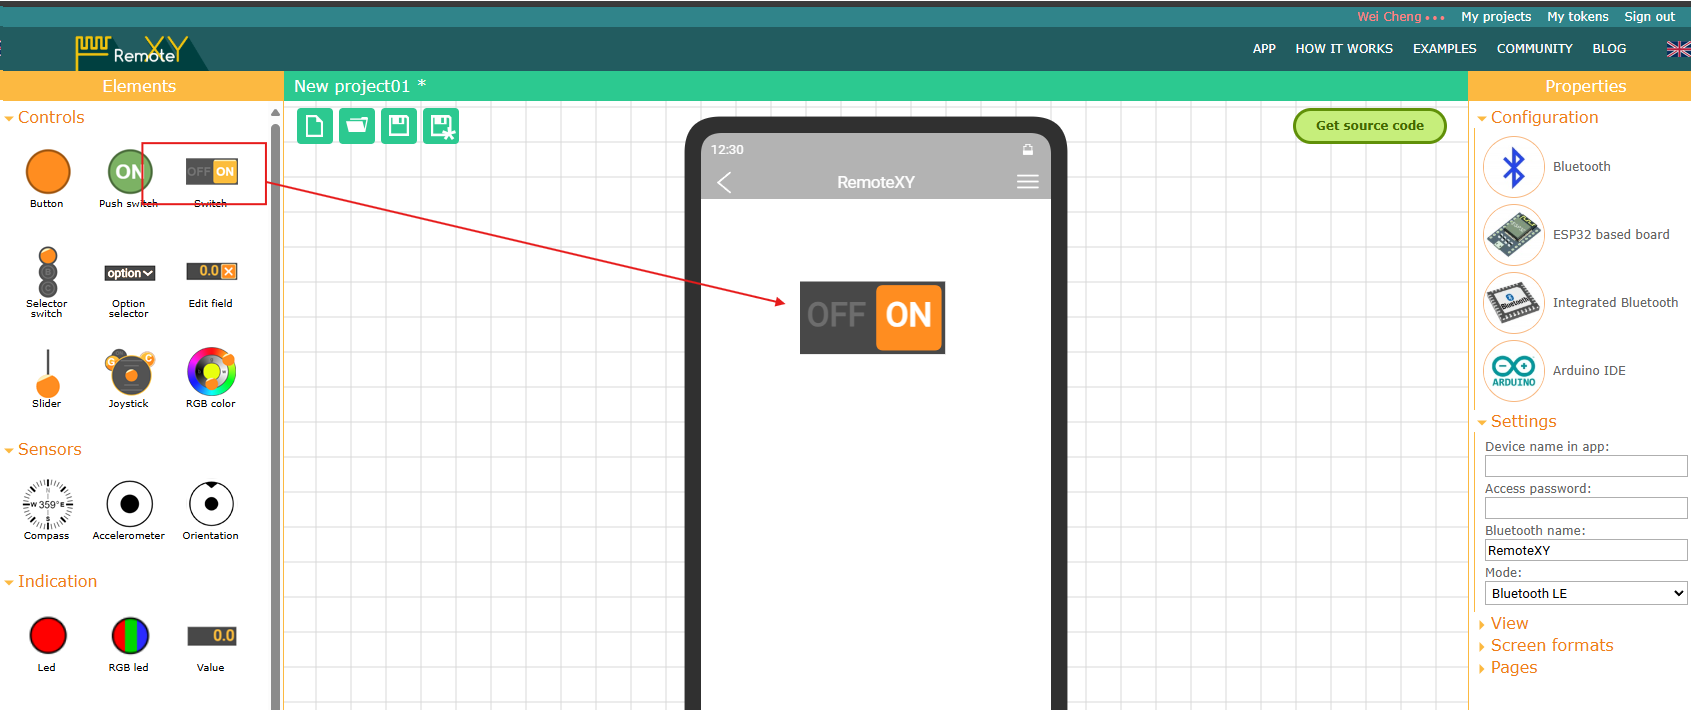 Wei Cheng •••   My projects   My tokens   Sign out
RemoteXY
APP   HOW IT WORKS   EXAMPLES   COMMUNITY   BLOG
Elements
New project01 *
Properties
Controls
Button
ON
Push switch
OFF ON
Switch
Selector
switch
option
Option
selector
0.0
Edit field
Slider
G C
Joystick
RGB color
Sensors
N
W 359° E
S
Compass
Accelerometer
Orientation
Indication
Led
RGB led
0.0
Value
Get source code
12:30
RemoteXY
OFF ON
Configuration
Bluetooth
ESP32 based board
Bluetooth
Integrated Bluetooth
ARDUINO
Arduino IDE
Settings
Device name in app:
Access password:
Bluetooth name:
RemoteXY
Mode:
Bluetooth LE
View
Screen formats
Pages